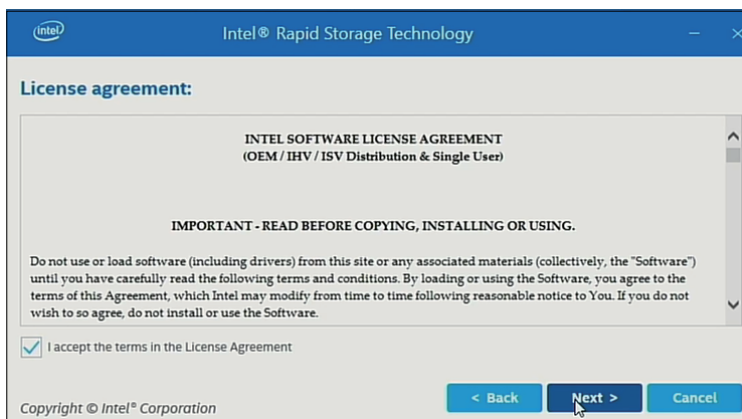 intel
Intel® Rapid Storage Technology
License agreement:
INTEL SOFTWARE LICENSE AGREEMENT
(OEM / IHV / ISV Distribution & Single User)
IMPORTANT - READ BEFORE COPYING, INSTALLING OR USING.
Do not use or load software (including drivers) from this site or any associated materials (collectively, the "Software")
until you have carefully read the following terms and conditions. By loading or using the Software, you agree to the
terms of this Agreement, which Intel may modify from time to time following reasonable notice to You. If you do not
wish to so agree, do not install or use the Software.
I accept the terms in the License Agreement
Copyright © Intel® Corporation
< Back
Next >
Cancel